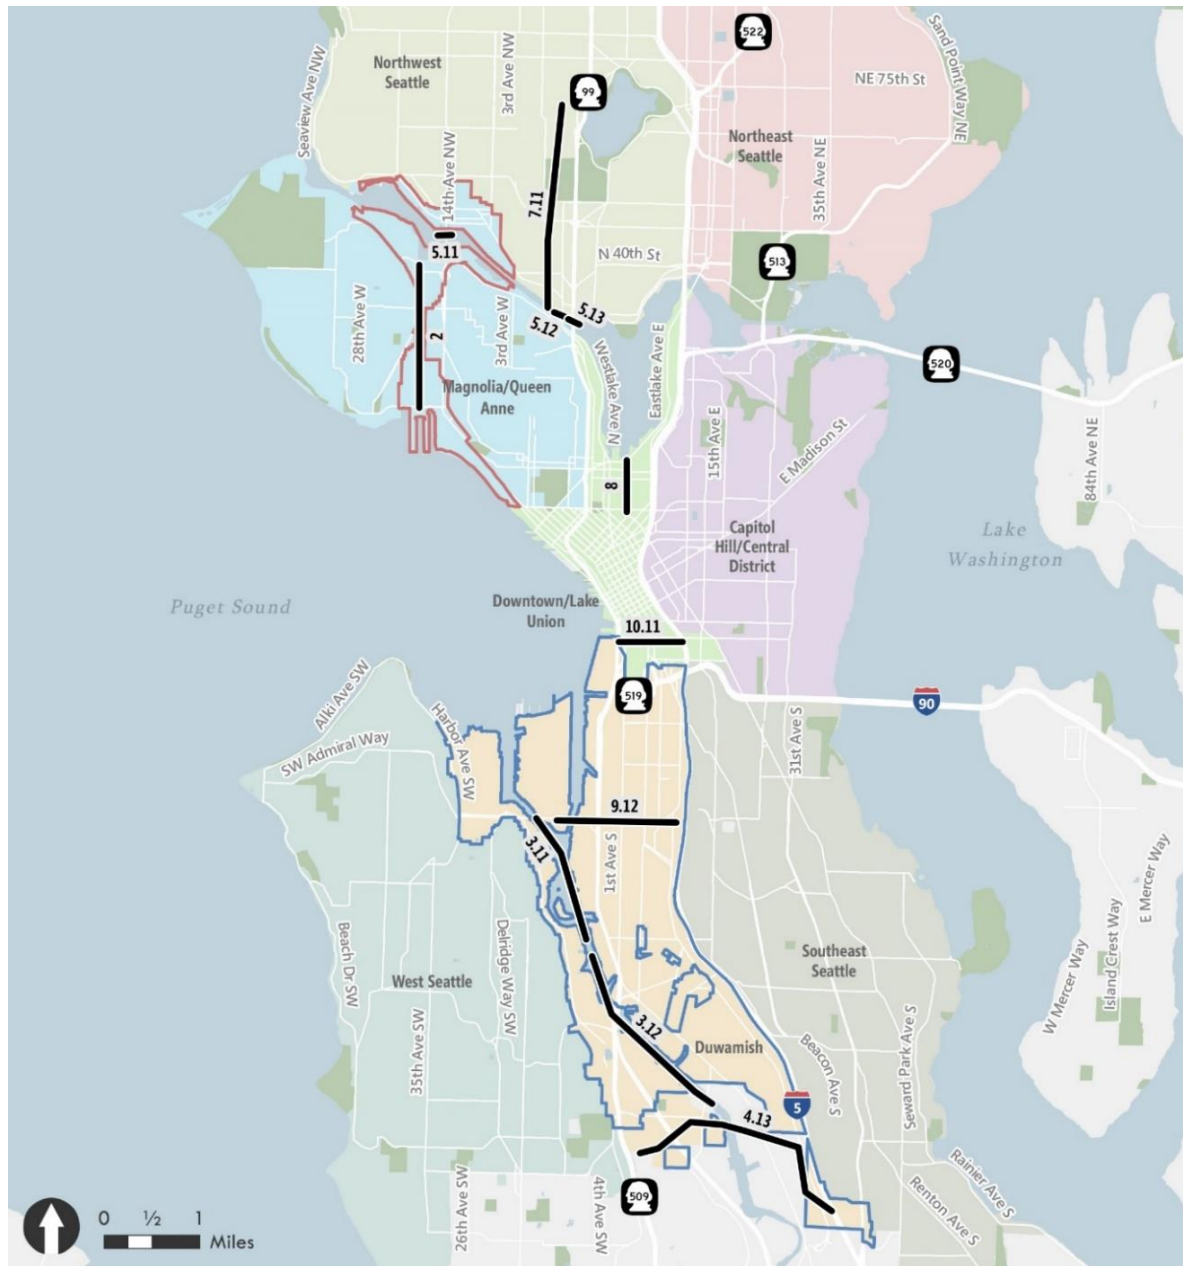 522
Northwest
Seattle
3rd Ave NW
99
NE 75th St
Sand Point Way NE
Seaview Ave NW
14th Ave NW
Northeast
Seattle
35th Ave NE
7.11
5.11
N 40th St
513
28th Ave W
2
3rd Ave W
5.12
5.13
Westlake Ave N
Eastlake Ave E
520
Magnolia/Queen
Anne
15th Ave E
E Madison St
84th Ave NE
8
Capitol
Hill/Central
District
Lake
Washington
Puget Sound
Downtown/Lake
Union
10.11
519
90
Alki Ave SW
SW Admiral Way
Harbor Ave SW
31st Ave S
9.12
3.11
1st Ave S
E Mercer Way
Island Crest Way
W Mercer Way
Beach Dr SW
Delridge Way SW
West Seattle
35th Ave SW
Southeast
Seattle
3.12
Duwamish
Beacon Ave S
Seward Park Ave S
5
4.13
Rainier Ave S
Renton Ave S
26th Ave SW
4th Ave SW
509
0 ½ 1
Miles